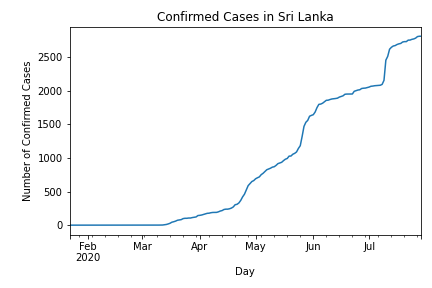 Confirmed Cases in Sri Lanka
Number of Confirmed Cases
2500
2000
1500
1000
500
0
Feb Mar Apr May Jun Jul
2020
Day